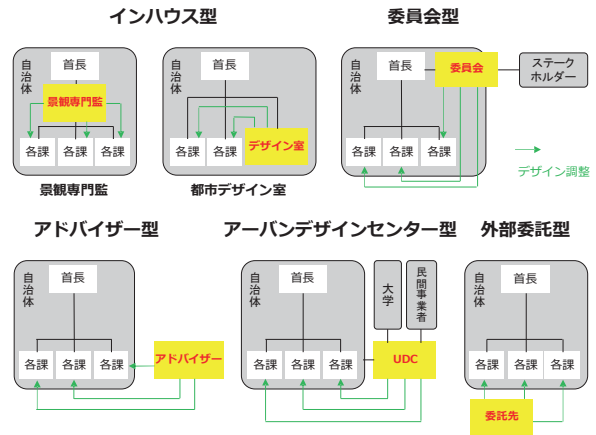 インハウス型
委員会型
自治体
首長
景観専門監
各課
各課
各課
景観専門監
自治体
首長
各課
各課
デザイン室
都市デザイン室
自治体
首長
委員会
ステーク
ホルダー
各課
各課
各課
デザイン調整
アドバイザー型
アーバンデザインセンター型
外部委託型
自治体
首長
各課
各課
各課
アドバイザー
自治体
首長
大学
民間事業者
各課
各課
各課
UDC
自治体
首長
各課
各課
各課
委託先